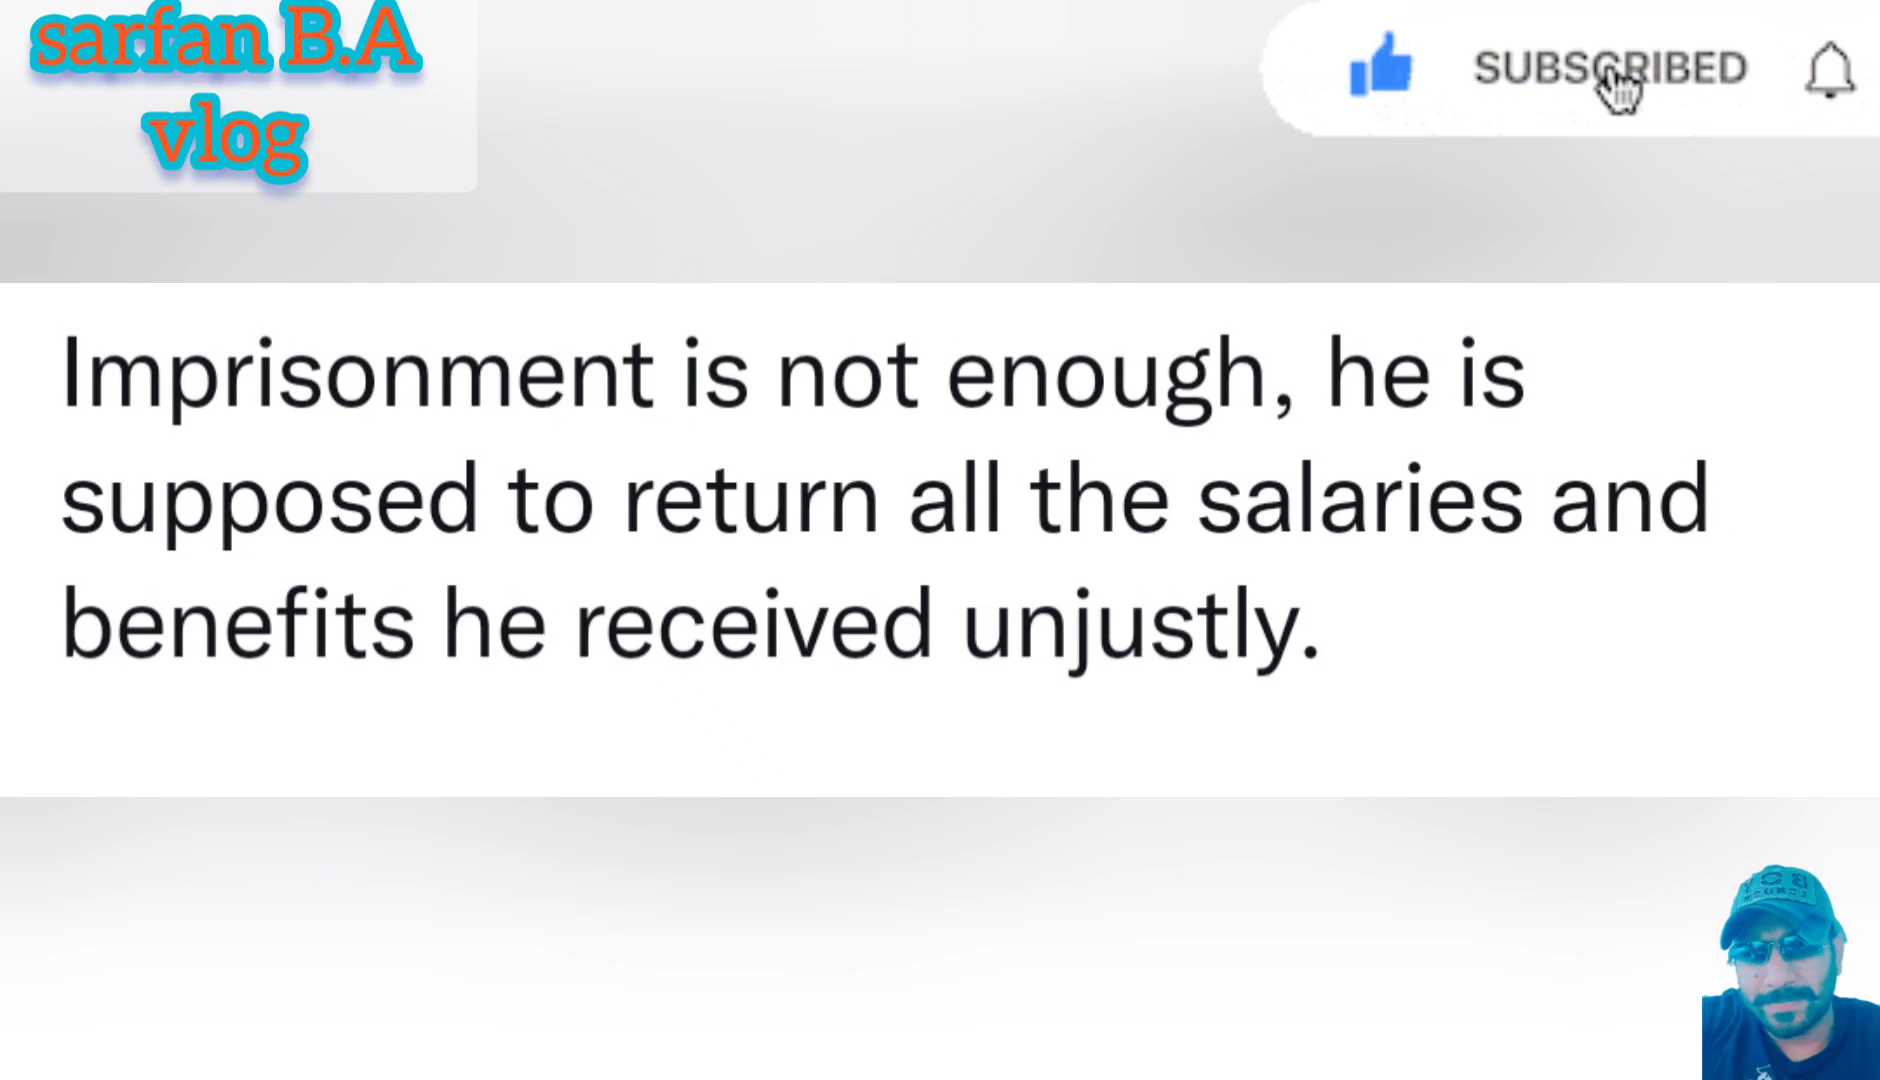 sarfan B.A
vlog
SUBSCRIBED
Imprisonment is not enough, he is
supposed to return all the salaries and
benefits he received unjustly.